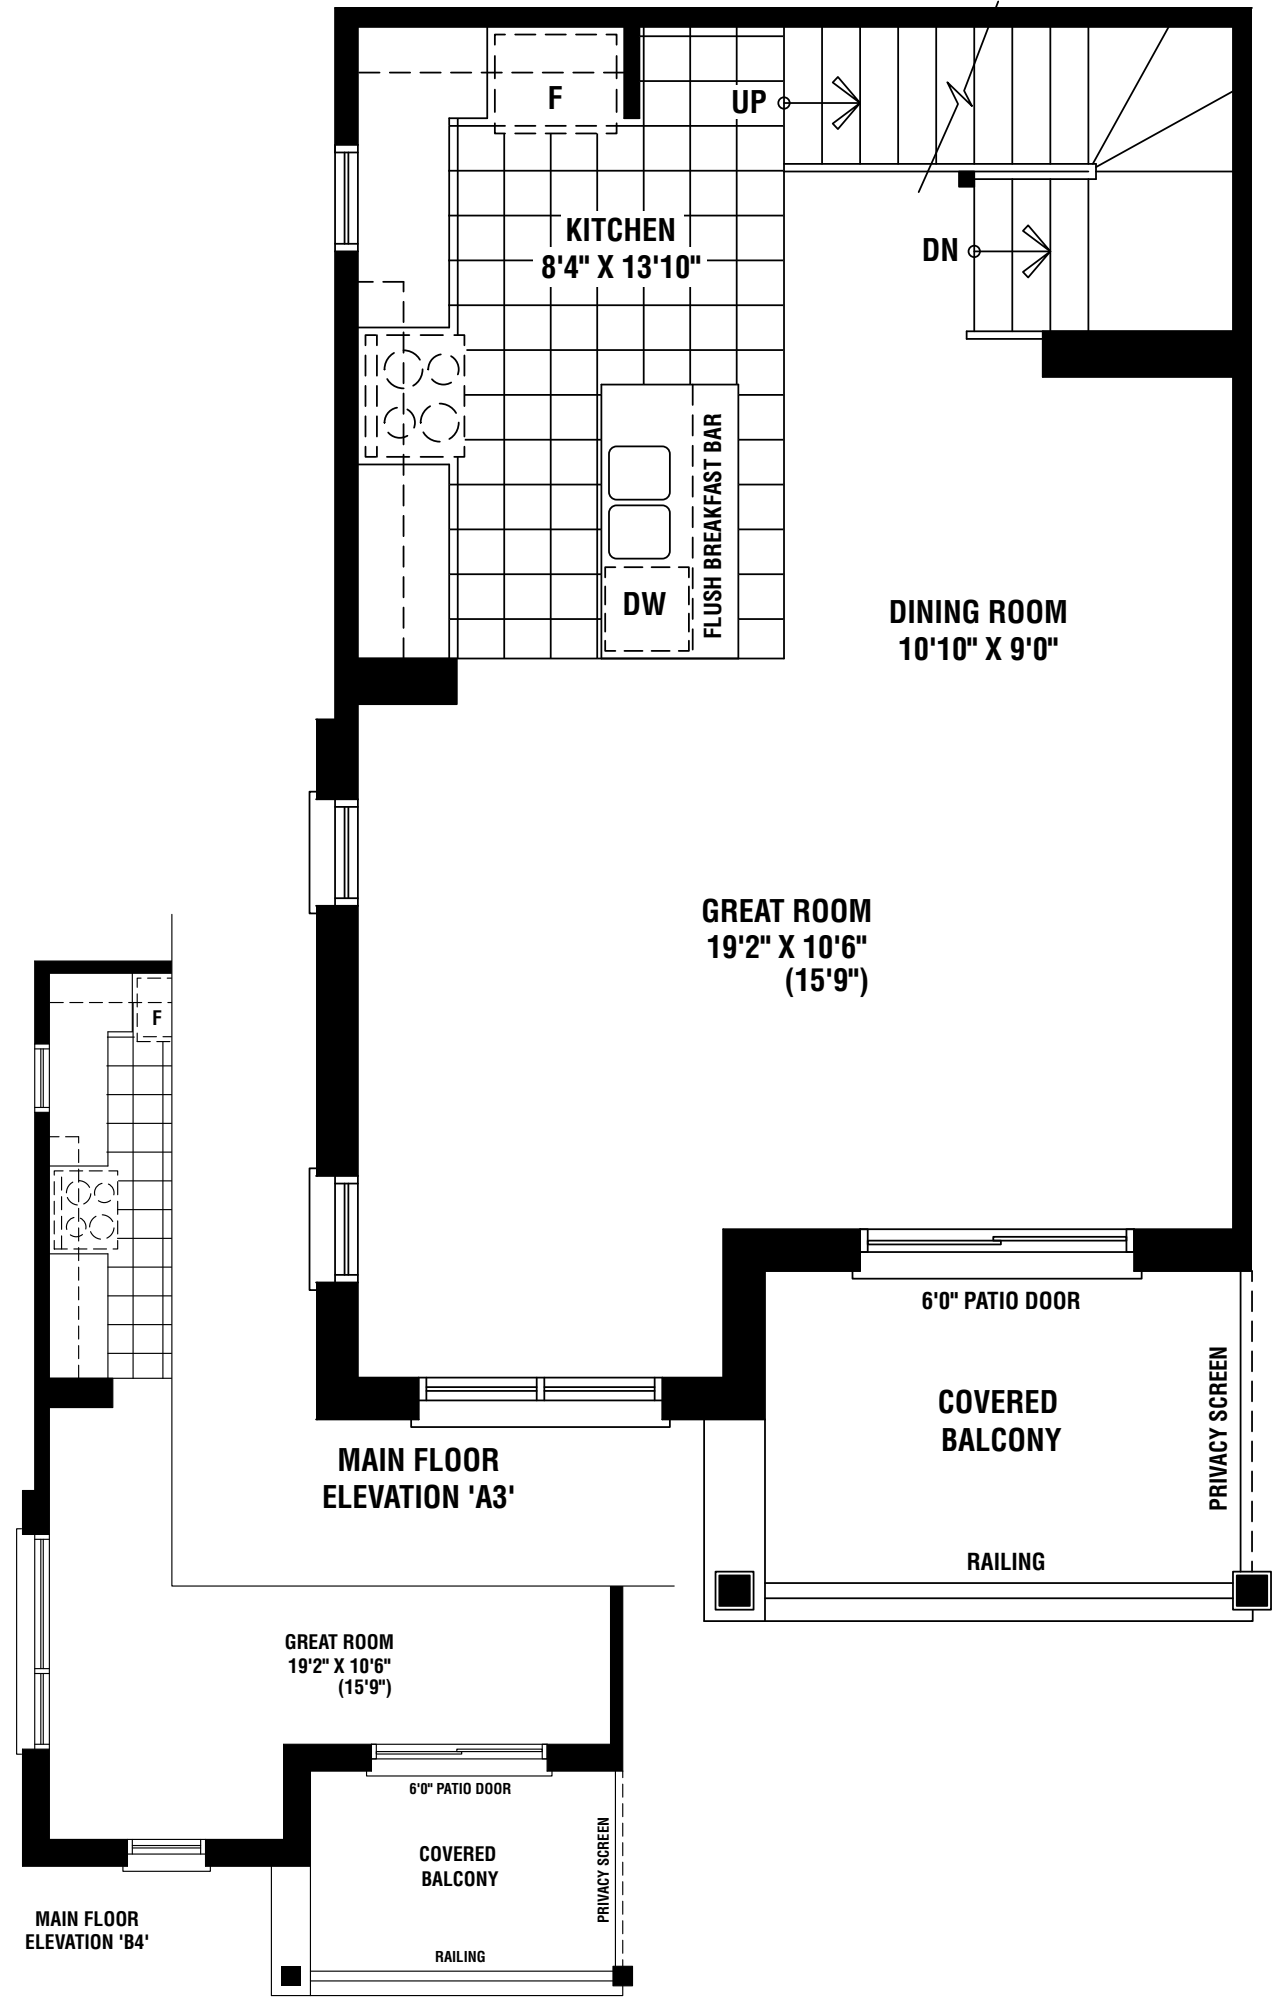 F
UP
KITCHEN
8'4" X 13'10"
DN
FLUSH BREAKFAST BAR
DW
DINING ROOM
10'10" X 9'0"
GREAT ROOM
19'2" X 10'6"
(15'9")
6'0" PATIO DOOR
COVERED
BALCONY
PRIVACY SCREEN
RAILING
MAIN FLOOR
ELEVATION 'A3'
F
GREAT ROOM
19'2" X 10'6"
(15'9")
6'0" PATIO DOOR
COVERED
BALCONY
PRIVACY SCREEN
RAILING
MAIN FLOOR
ELEVATION 'B4'